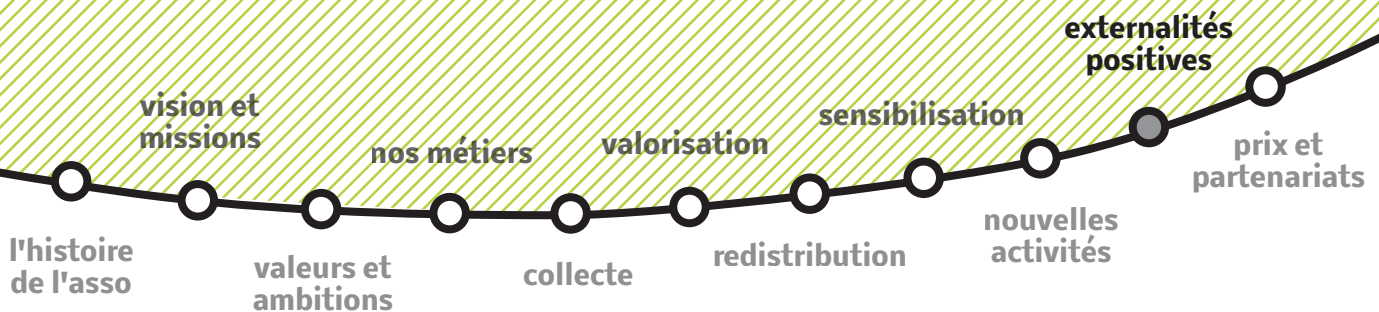 l'histoire
de l'asso
vision et
missions
valeurs et
ambitions
nos métiers
collecte
valorisation
redistribution
sensibilisation
nouvelles
activités
externalités
positives
prix et
partenariats